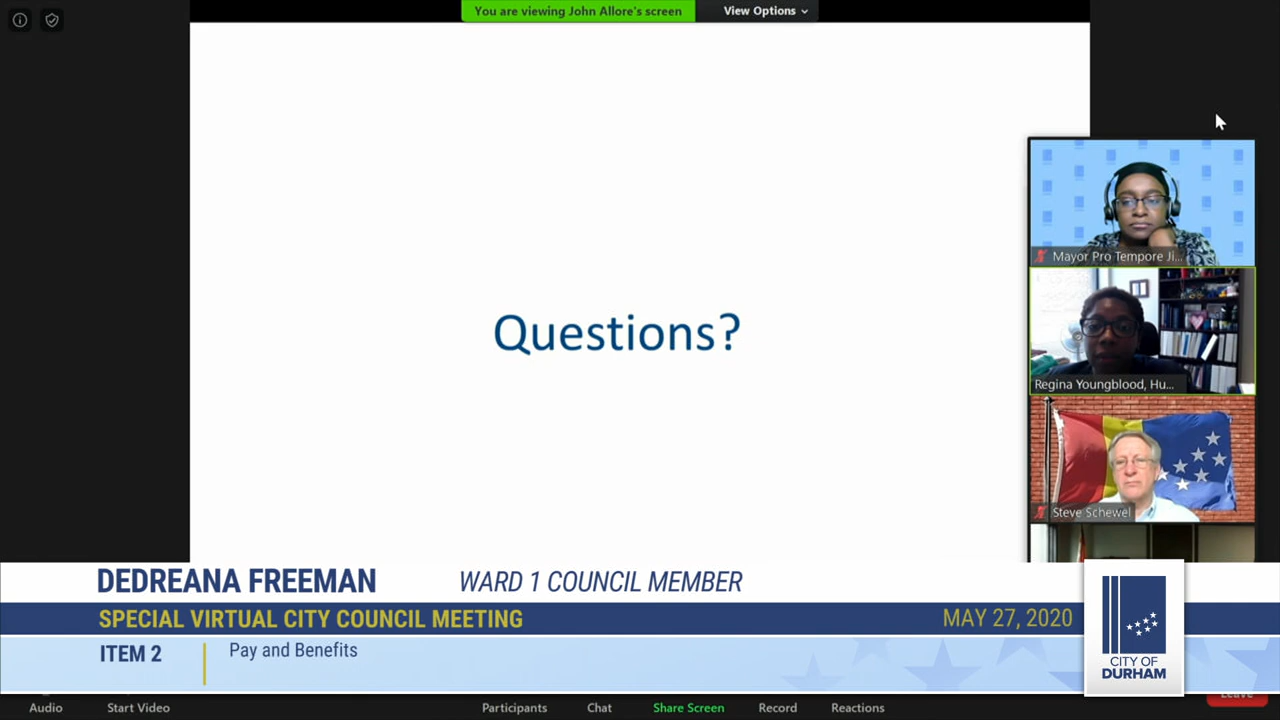 You are viewing John Allore's screen
View Options
Mayor Pro Tempore Ji...
Questions?
Regina Youngblood, Hu...
Steve Schewel
DEDREANA FREEMAN
WARD 1 COUNCIL MEMBER
SPECIAL VIRTUAL CITY COUNCIL MEETING
MAY 27, 2020
ITEM 2
Pay and Benefits
CITY OF
DURHAM
Audio
Start Video
Participants
Chat
Share Screen
Record
Reactions
Leave